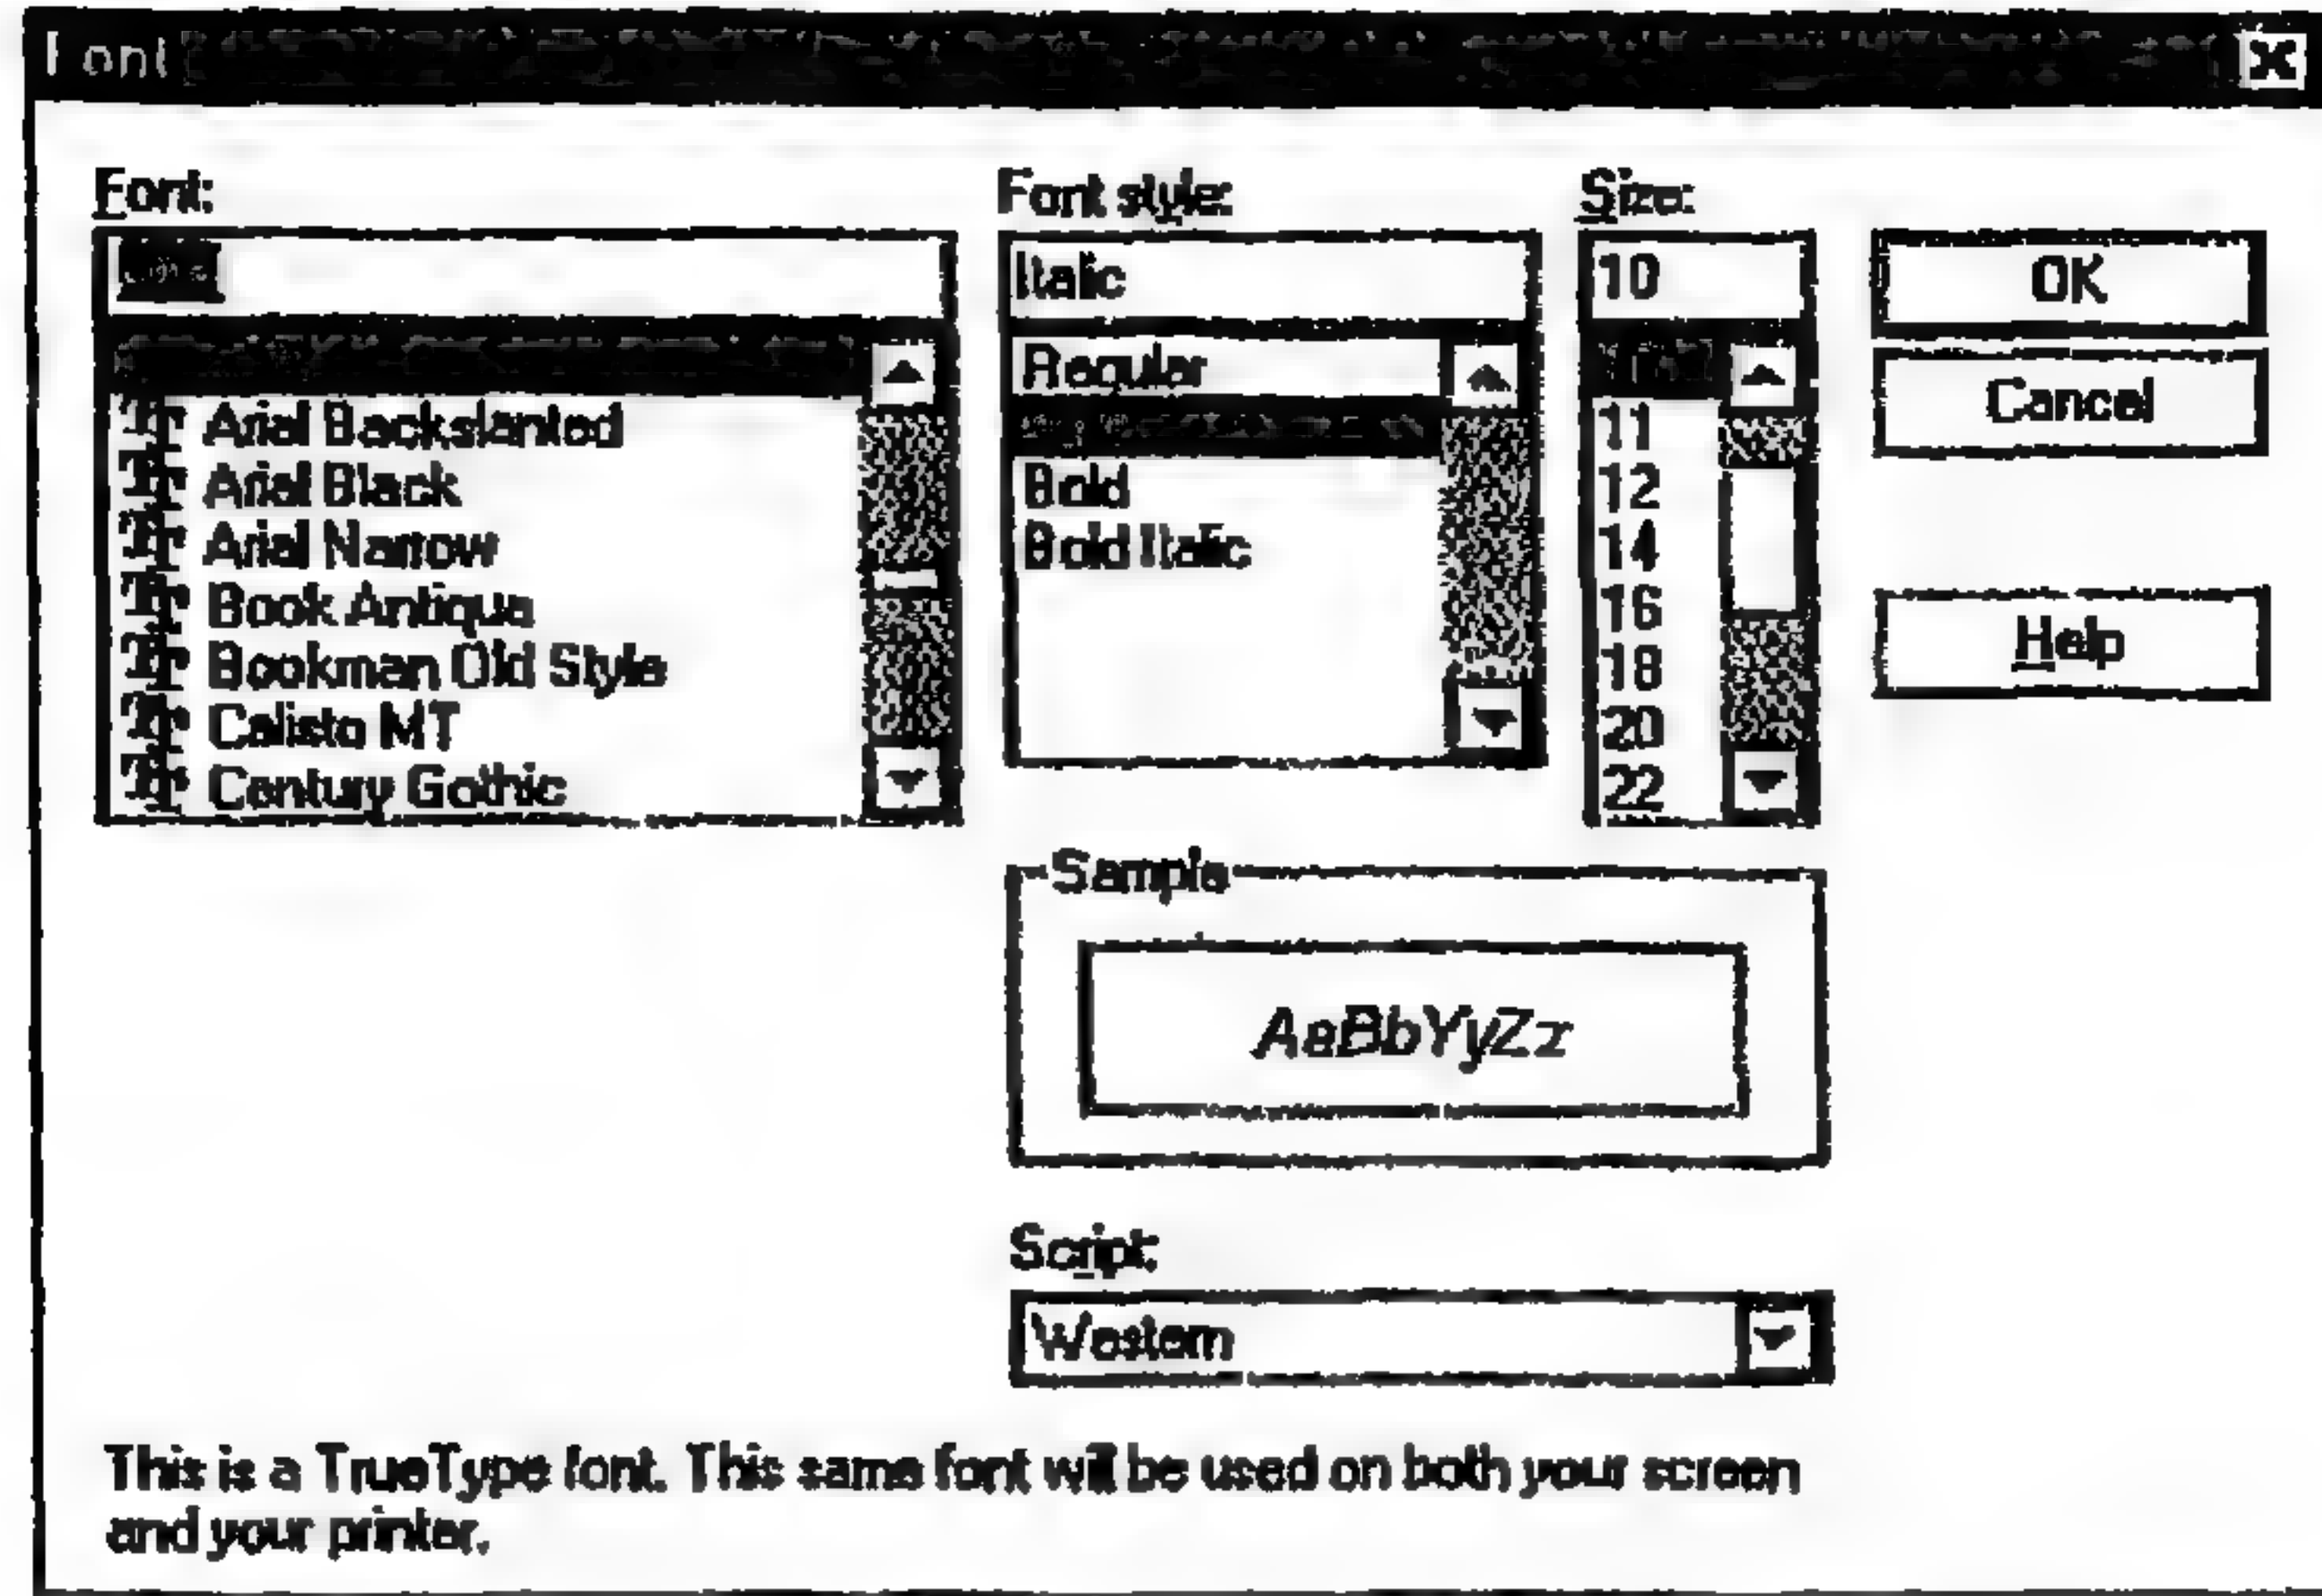 Font
Font:
Font style:
Size:
Italic
10
OK
Regular
Cancel
Arial Backslanted
11
Arial Black
Bold
12
Arial Narrow
Bold Italic
14
Book Antiqua
16
Help
Bookman Old Style
18
Calisto MT
20
Century Gothic
22
Sample
AaBbYyZz
Script:
Western
This is a TrueType font. This same font will be used on both your screen
and your printer.